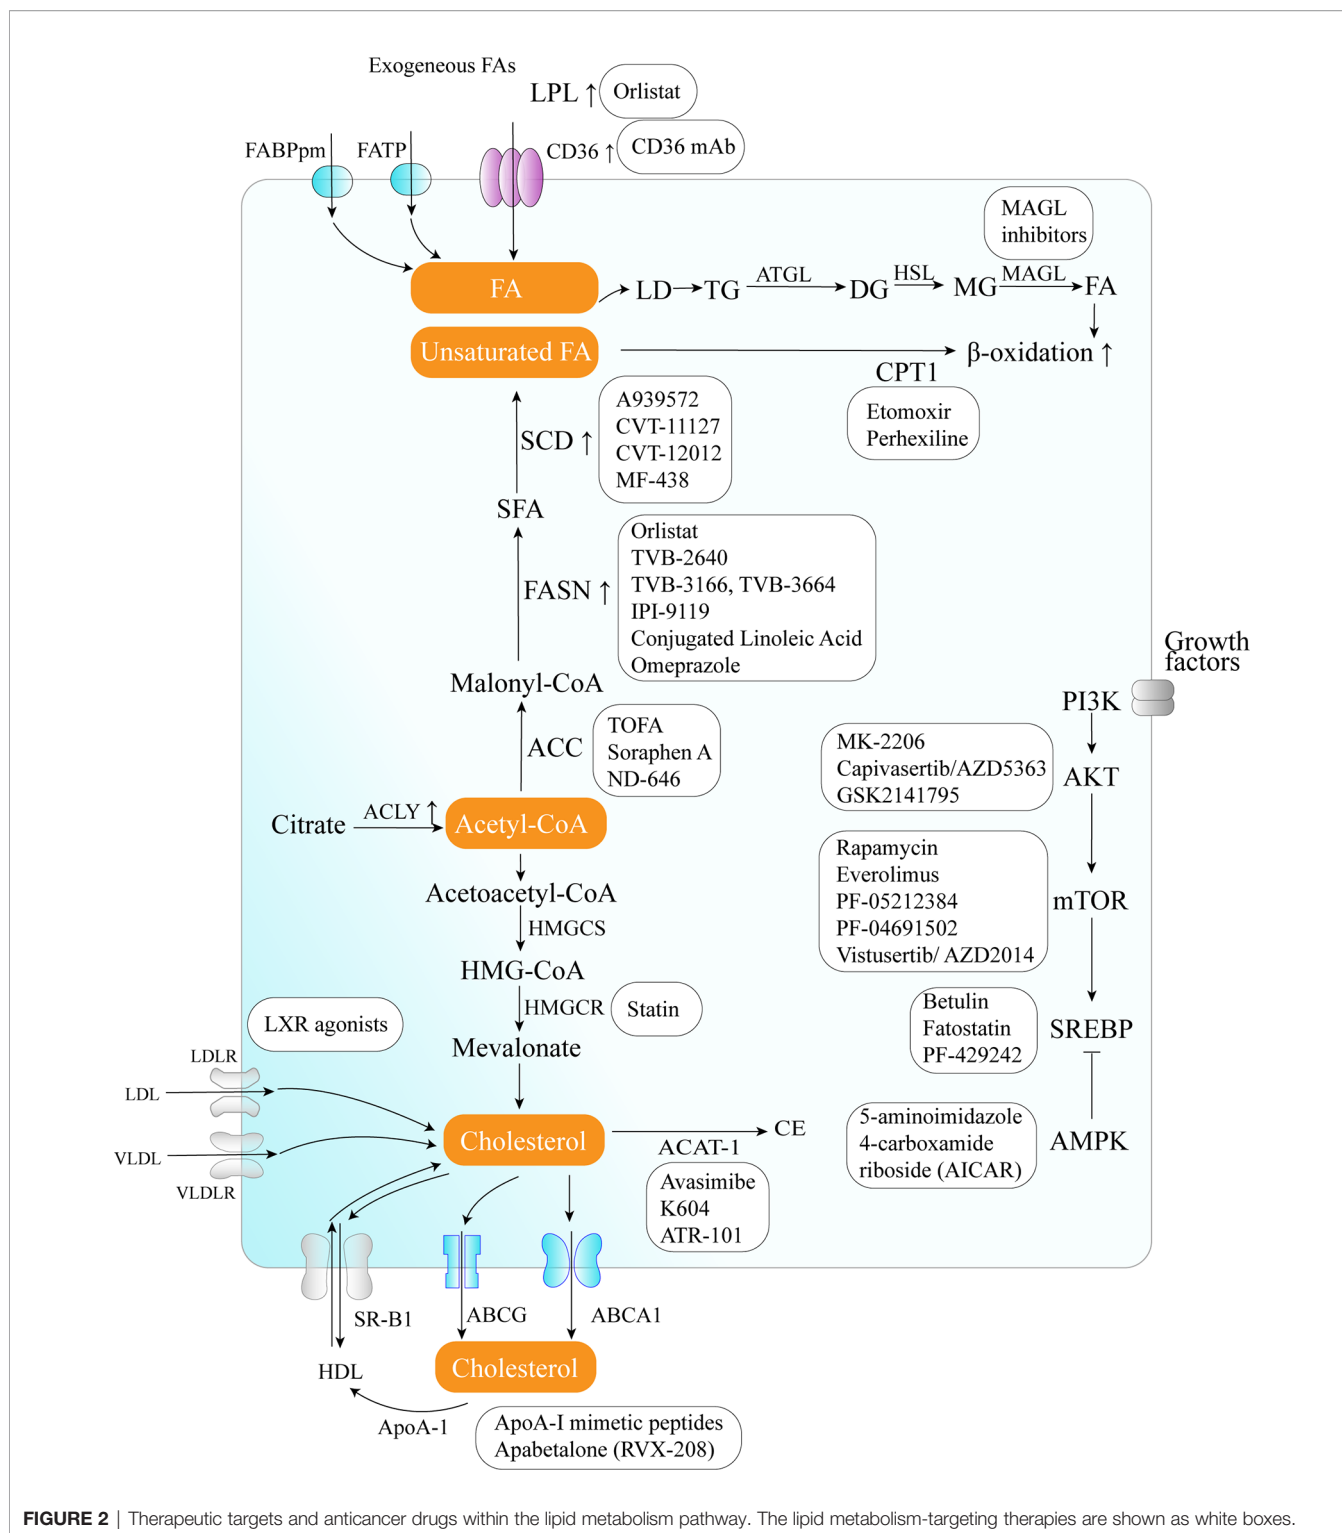 Exogeneous FAs
LPL ↑
Orlistat
FABPpm
FATP
CD36 ↑
CD36 mAb
MAGL
inhibitors
FA
LD
TG
ATGL
DG
HSL
MG
MAGL
FA
Unsaturated FA
β-oxidation ↑
CPT1
Etomoxir
Perhexiline
SCD ↑
A939572
CVT-11127
CVT-12012
MF-438
SFA
FASN ↑
Orlistat
TVB-2640
TVB-3166, TVB-3664
IPI-9119
Conjugated Linoleic Acid
Omeprazole
Malonyl-CoA
Growth
factors
PI3K
ACC
TOFA
Soraphen A
ND-646
MK-2206
Capivasertib/AZD5363
GSK2141795
AKT
Citrate
ACLY ↑
Acetyl-CoA
Rapamycin
Everolimus
PF-05212384
PF-04691502
Vistusertib/ AZD2014
mTOR
Acetoacetyl-CoA
HMGCS
HMG-CoA
HMGCR
Statin
LXR agonists
Mevalonate
Betulin
Fatostatin
PF-429242
SREBP
LDLR
LDL
VLDL
VLDLR
Cholesterol
ACAT-1
CE
Avasimibe
K604
ATR-101
5-aminoimidazole
4-carboxamide
riboside (AICAR)
AMPK
SR-B1
ABCG
ABCA1
HDL
Cholesterol
ApoA-1
ApoA-I mimetic peptides
Apabetalone (RVX-208)
FIGURE 2 | Therapeutic targets and anticancer drugs within the lipid metabolism pathway. The lipid metabolism-targeting therapies are shown as white boxes.